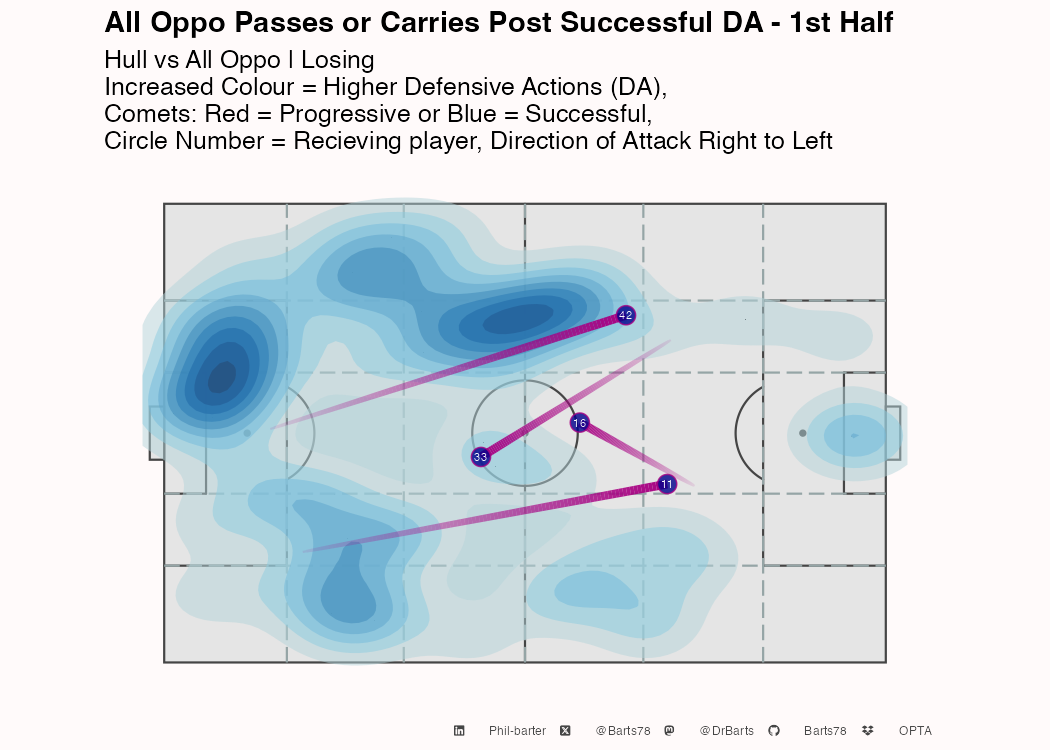 All Oppo Passes or Carries Post Successful DA - 1st Half
Hull vs All Oppo | Losing
Increased Colour = Higher Defensive Actions (DA),
Comets: Red = Progressive or Blue = Successful,
Circle Number = Recieving player, Direction of Attack Right to Left
42
16
33
11
Phil-barter @Barts78 @DrBarts Barts78 OPTA